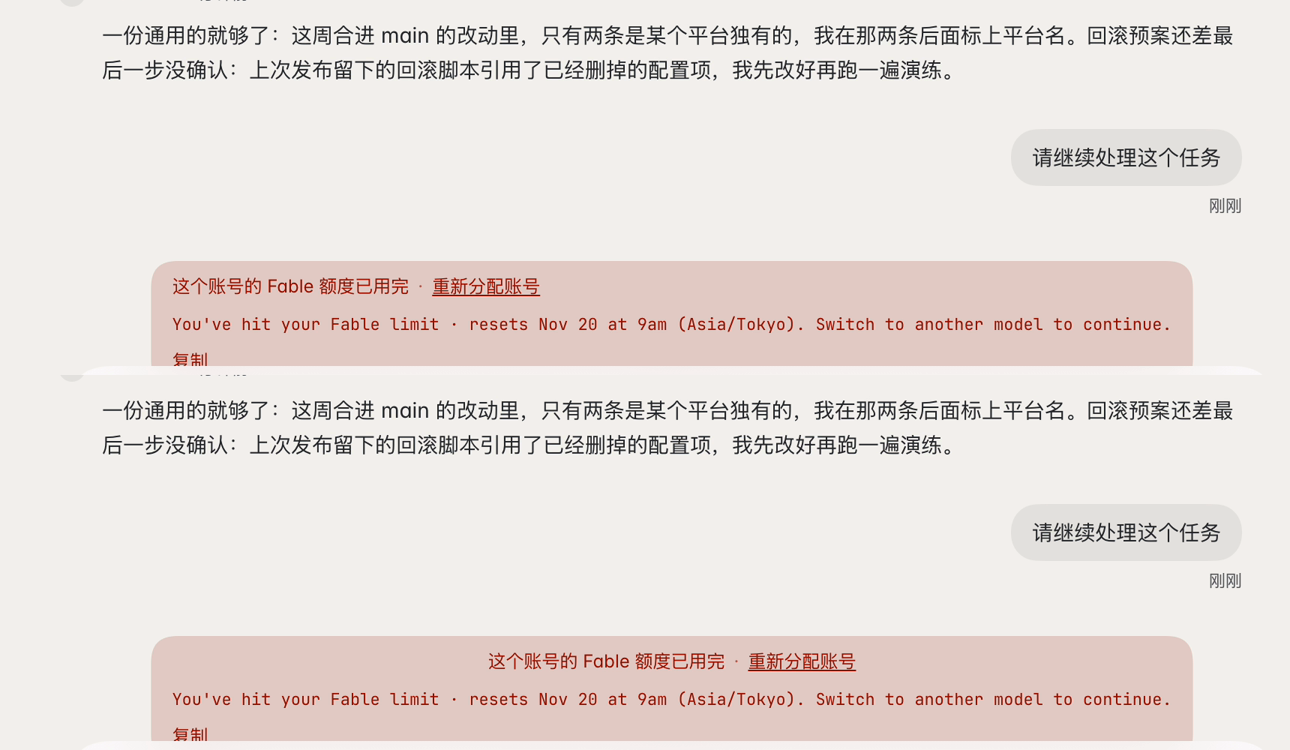 一份通用的就够了：这周合进 main 的改动里，只有两条是某个平台独有的，我在那两条后面标上平台名。回滚预案还差最
后一步没确认：上次发布留下的回滚脚本引用了已经删掉的配置项，我先改好再跑一遍演练。
请继续处理这个任务
刚刚
这个账号的 Fable 额度已用完 · 重新分配账号
You've hit your Fable limit · resets Nov 20 at 9am (Asia/Tokyo). Switch to another model to continue.
复制
一份通用的就够了：这周合进 main 的改动里，只有两条是某个平台独有的，我在那两条后面标上平台名。回滚预案还差最
后一步没确认：上次发布留下的回滚脚本引用了已经删掉的配置项，我先改好再跑一遍演练。
请继续处理这个任务
刚刚
这个账号的 Fable 额度已用完 · 重新分配账号
You've hit your Fable limit · resets Nov 20 at 9am (Asia/Tokyo). Switch to another model to continue.
复制